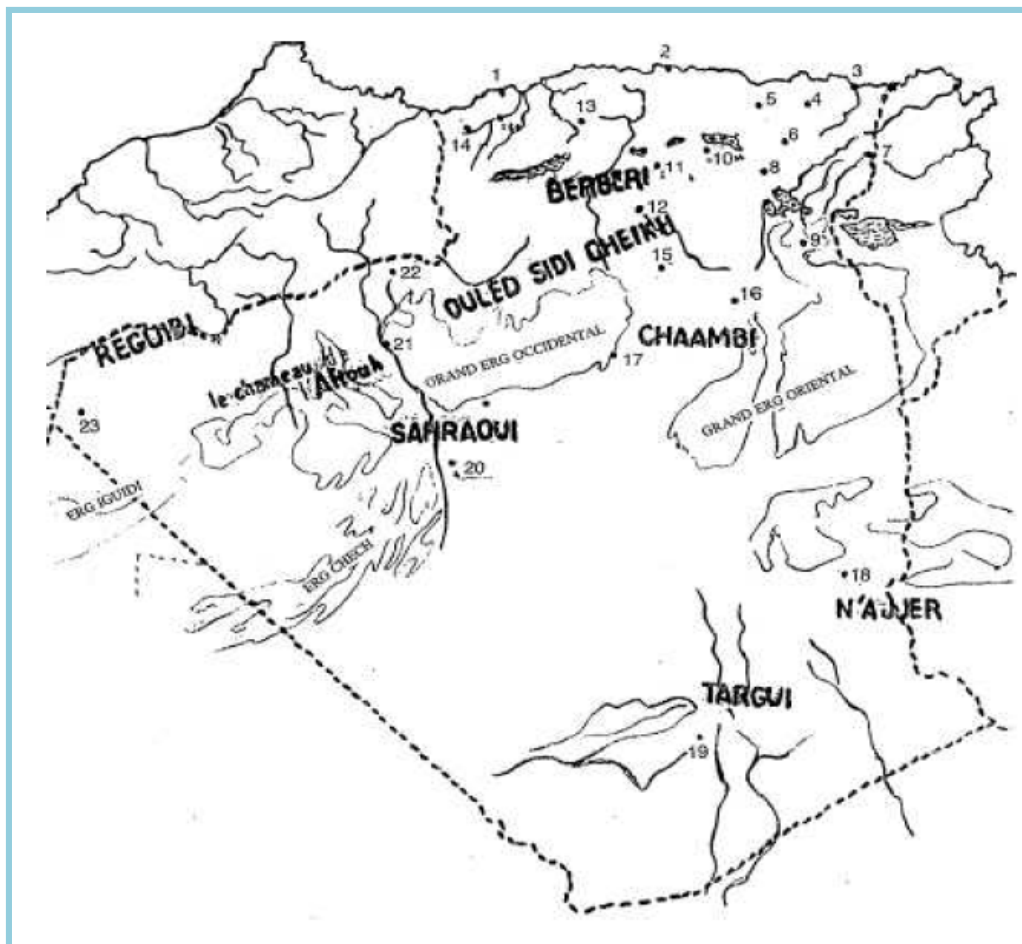 2
1
3
13
5
4
14
6
7
10
11
8
BERBERI
12
9
OULED SIDI CHEIKH
15
22
16
REGUIBI
CHAAMBI
21
17
GRAND ERG OCCIDENTAL
le chameau de
l'Aftouh
GRAND ERG ORIENTAL
23
SAHRAOUI
20
ERG IGUIDI
ERG CHECH
18
N'AJJER
TARGUI
19